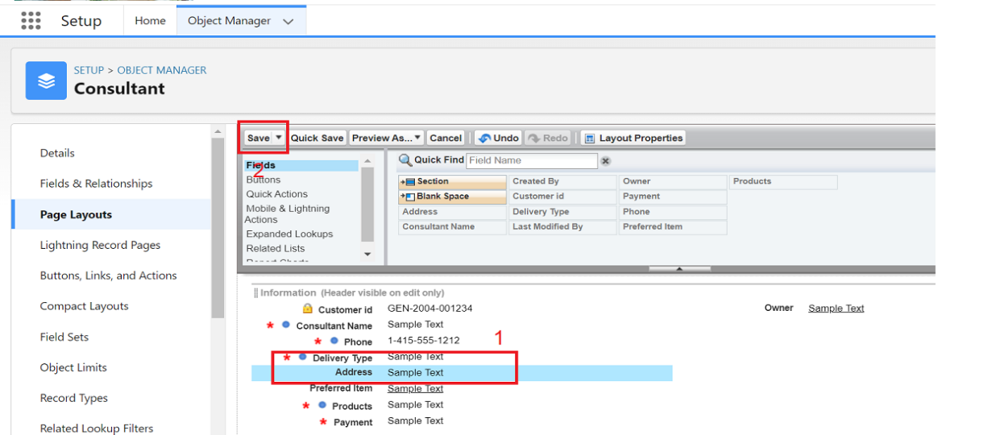 Setup Home Object Manager
SETUP > OBJECT MANAGER
Consultant
Details
Fields & Relationships
Page Layouts
Lightning Record Pages
Buttons, Links, and Actions
Compact Layouts
Field Sets
Object Limits
Record Types
Related Lookup Filters
Save Quick Save Preview As... Cancel Undo Redo Layout Properties
Fields
2
Buttons
Quick Actions
Mobile & Lightning
Actions
Expanded Lookups
Related Lists
Report Charts
Quick Find Field Name
Section Created By Owner Products
Blank Space Customer id Payment
Address Delivery Type Phone
Consultant Name Last Modified By Preferred Item
Information (Header visible on edit only)
Customer id GEN-2004-001234 Owner Sample Text
* Consultant Name Sample Text
* Phone 1-415-555-1212 1
* Delivery Type Sample Text
Address Sample Text
Preferred Item Sample Text
* Products Sample Text
* Payment Sample Text